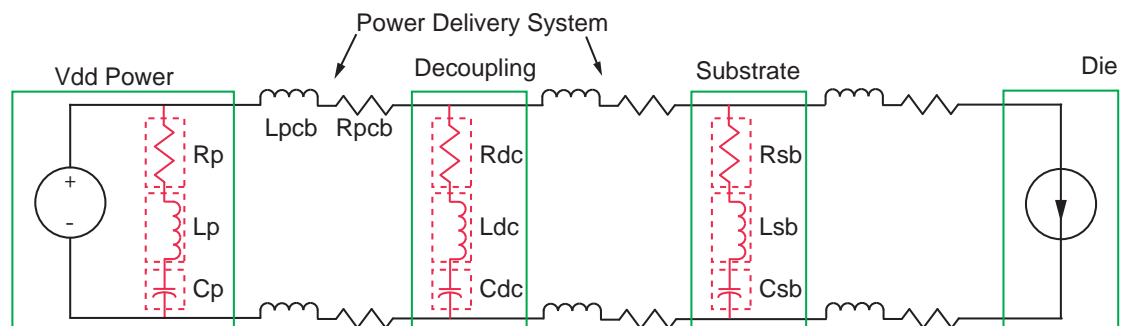 Power Delivery System
Vdd Power
Decoupling
Substrate
Die
Lpcb
Rpcb
Rp
Rdc
Rsb
+
-
Lp
Ldc
Lsb
Cp
Cdc
Csb